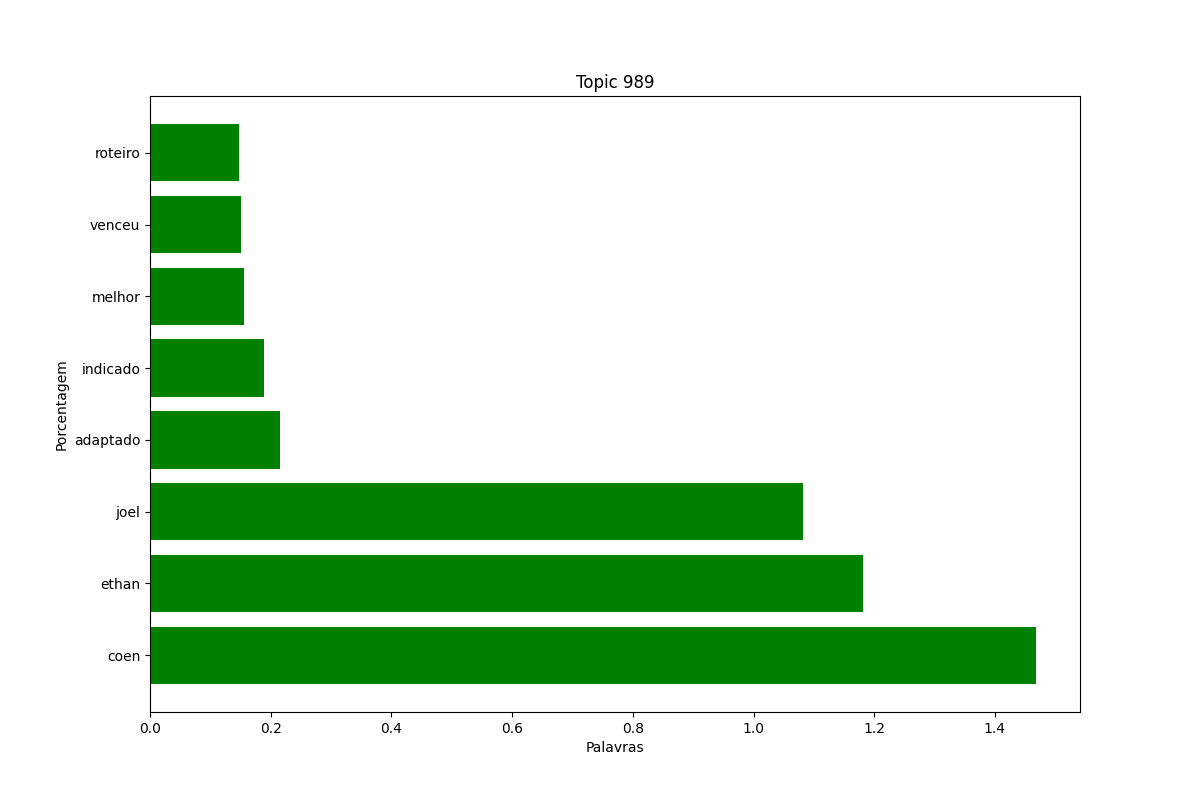 Topic 989
roteiro
venceu
melhor
indicado
adaptado
joel
ethan
coen
Porcentagem
0.0 0.2 0.4 0.6 0.8 1.0 1.2 1.4
Palavras